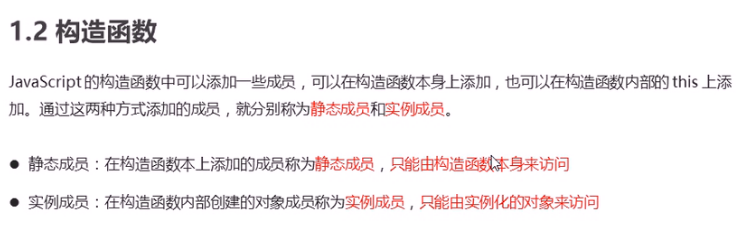 1.2 构造函数
JavaScript 的构造函数中可以添加一些成员，可以在构造函数本身上添加，也可以在构造函数内部的 this 上添
加。通过这两种方式添加的成员，就分别称为静态成员和实例成员。
● 静态成员：在构造函数本上添加的成员称为静态成员，只能由构造函数本身来访问
● 实例成员：在构造函数内部创建的对象成员称为实例成员，只能由实例化的对象来访问